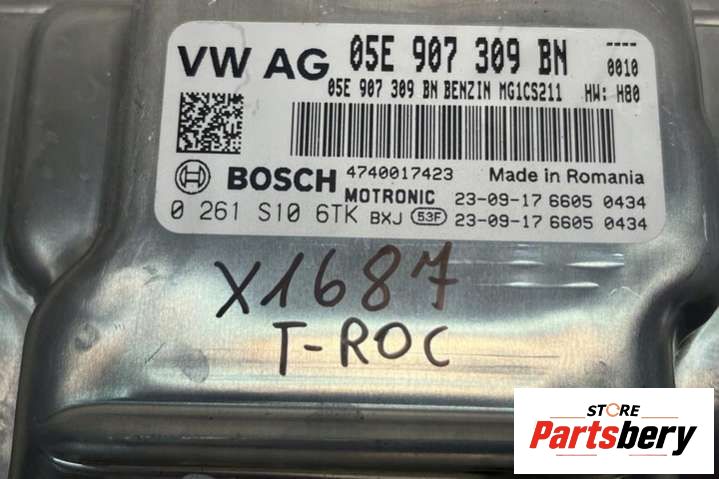 VW AG 05E 907 309 BN ----
0010
05E 907 309 BN BENZIN MG1CS211 HW: H80
BOSCH 4740017423 Made in Romania
MOTRONIC 23-09-17 6605 0434
0 261 S10 6TK BXJ 53F 23-09-17 6605 0434
X1687
T-ROC
STORE
Partsbery